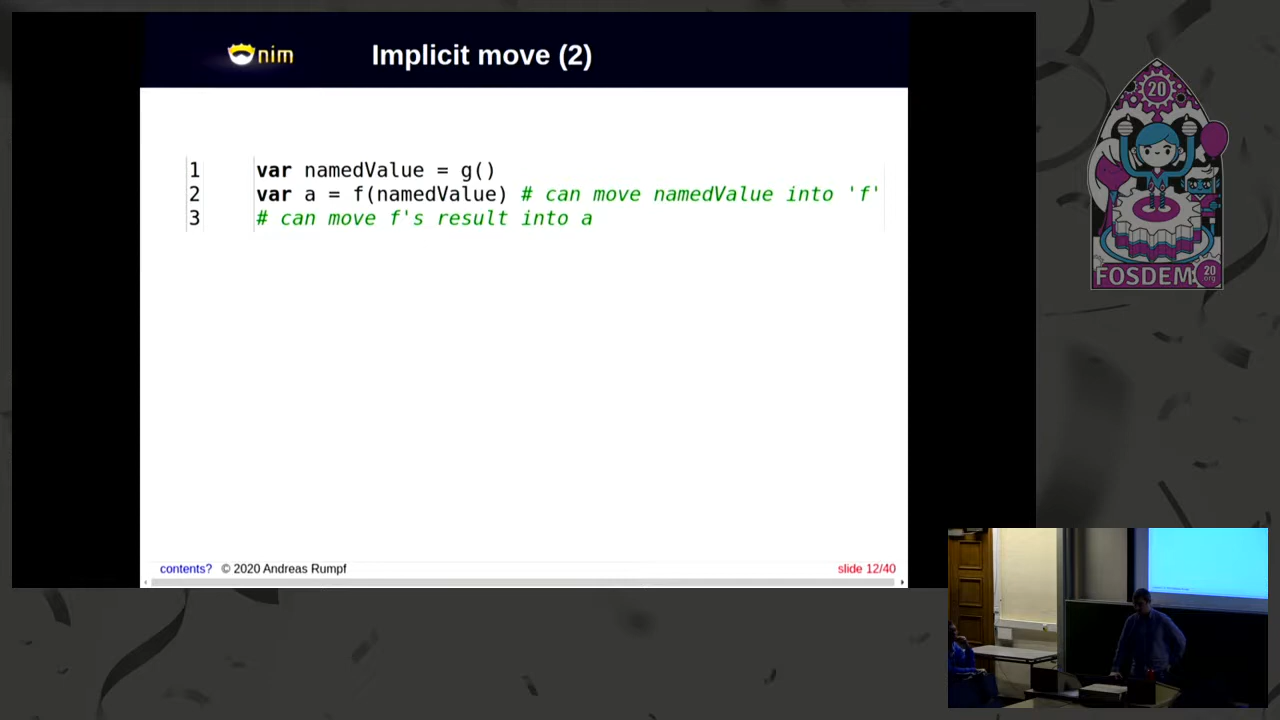 nim
Implicit move (2)
1 var namedValue = g()
2 var a = f(namedValue) # can move namedValue into 'f'
3 # can move f's result into a
contents? © 2020 Andreas Rumpf
slide 12/40
20
FOSDEM 20
.org